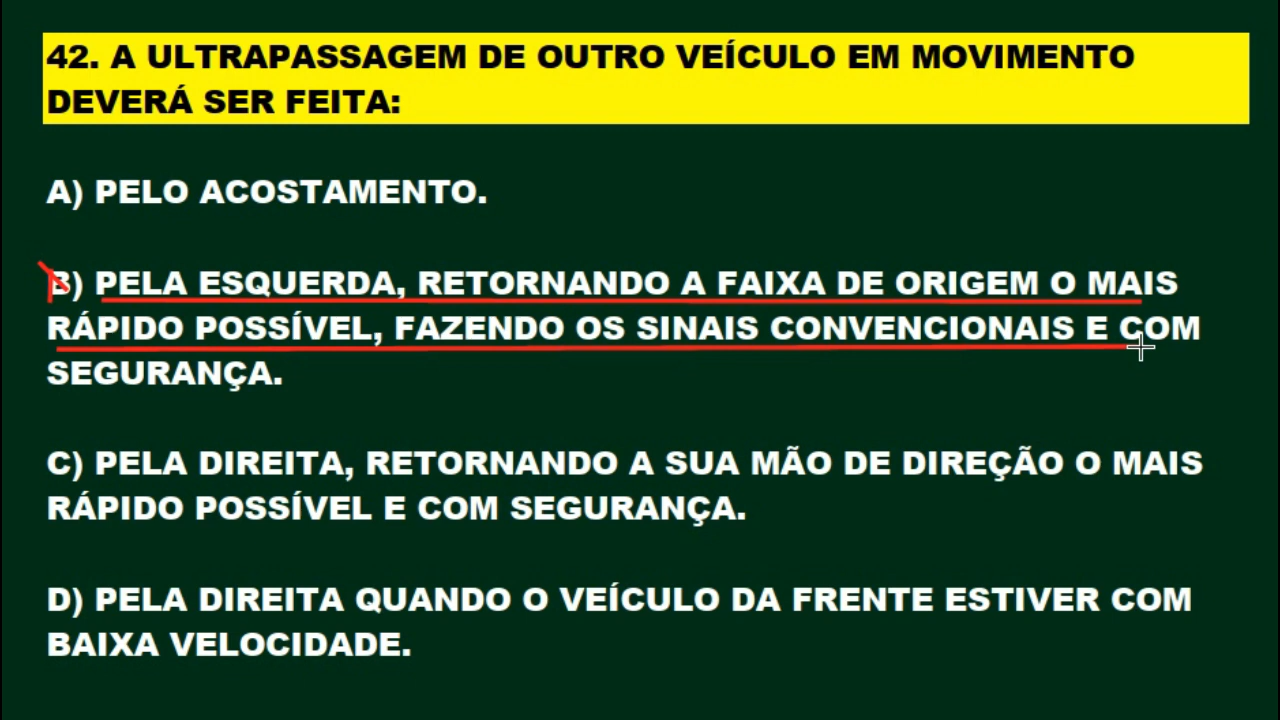 42. A ULTRAPASSAGEM DE OUTRO VEÍCULO EM MOVIMENTO
DEVERÁ SER FEITA:
A) PELO ACOSTAMENTO.
B) PELA ESQUERDA, RETORNANDO A FAIXA DE ORIGEM O MAIS
RÁPIDO POSSÍVEL, FAZENDO OS SINAIS CONVENCIONAIS E COM
SEGURANÇA.
C) PELA DIREITA, RETORNANDO A SUA MÃO DE DIREÇÃO O MAIS
RÁPIDO POSSÍVEL E COM SEGURANÇA.
D) PELA DIREITA QUANDO O VEÍCULO DA FRENTE ESTIVER COM
BAIXA VELOCIDADE.